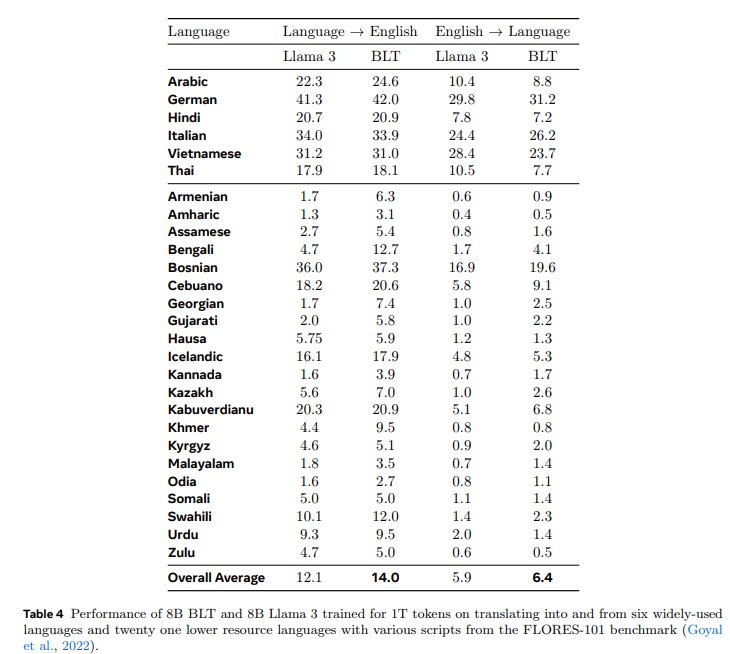 Language Language → English English → Language
Llama 3 BLT Llama 3 BLT
Arabic 22.3 24.6 10.4 8.8
German 41.3 42.0 29.8 31.2
Hindi 20.7 20.9 7.8 7.2
Italian 34.0 33.9 24.4 26.2
Vietnamese 31.2 31.0 28.4 23.7
Thai 17.9 18.1 10.5 7.7
Armenian 1.7 6.3 0.6 0.9
Amharic 1.3 3.1 0.4 0.5
Assamese 2.7 5.4 0.8 1.6
Bengali 4.7 12.7 1.7 4.1
Bosnian 36.0 37.3 16.9 19.6
Cebuano 18.2 20.6 5.8 9.1
Georgian 1.7 7.4 1.0 2.5
Gujarati 2.0 5.8 1.0 2.2
Hausa 5.75 5.9 1.2 1.3
Icelandic 16.1 17.9 4.8 5.3
Kannada 1.6 3.9 0.7 1.7
Kazakh 5.6 7.0 1.0 2.6
Kabuverdianu 20.3 20.9 5.1 6.8
Khmer 4.4 9.5 0.8 0.8
Kyrgyz 4.6 5.1 0.9 2.0
Malayalam 1.8 3.5 0.7 1.4
Odia 1.6 2.7 0.8 1.1
Somali 5.0 5.0 1.1 1.4
Swahili 10.1 12.0 1.4 2.3
Urdu 9.3 9.5 2.0 1.4
Zulu 4.7 5.0 0.6 0.5
Overall Average 12.1 14.0 5.9 6.4
Table 4 Performance of 8B BLT and 8B Llama 3 trained for 1T tokens on translating into and from six widely-used
languages and twenty one lower resource languages with various scripts from the FLORES-101 benchmark (Goyal
et al., 2022).